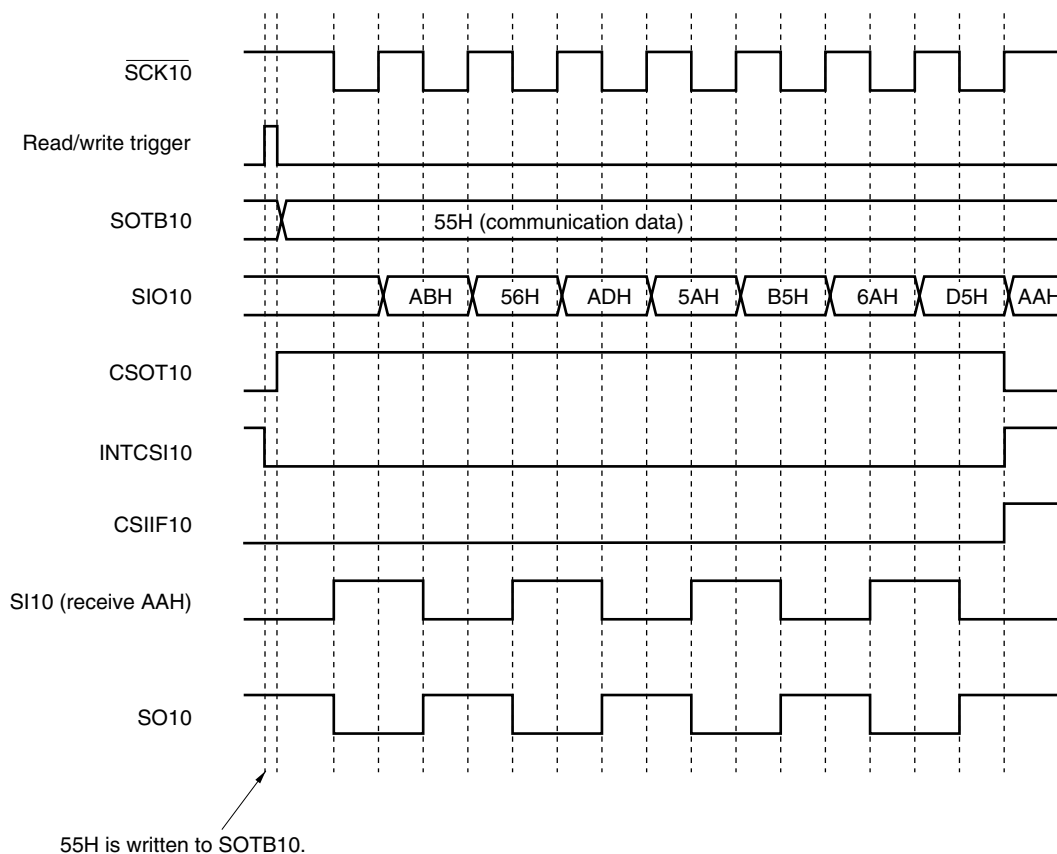 SCK10
Read/write trigger
SOTB10
55H (communication data)
SIO10
ABH 56H ADH 5AH B5H 6AH D5H AAH
CSOT10
INTCSI10
CSIIF10
SI10 (receive AAH)
SO10
55H is written to SOTB10.